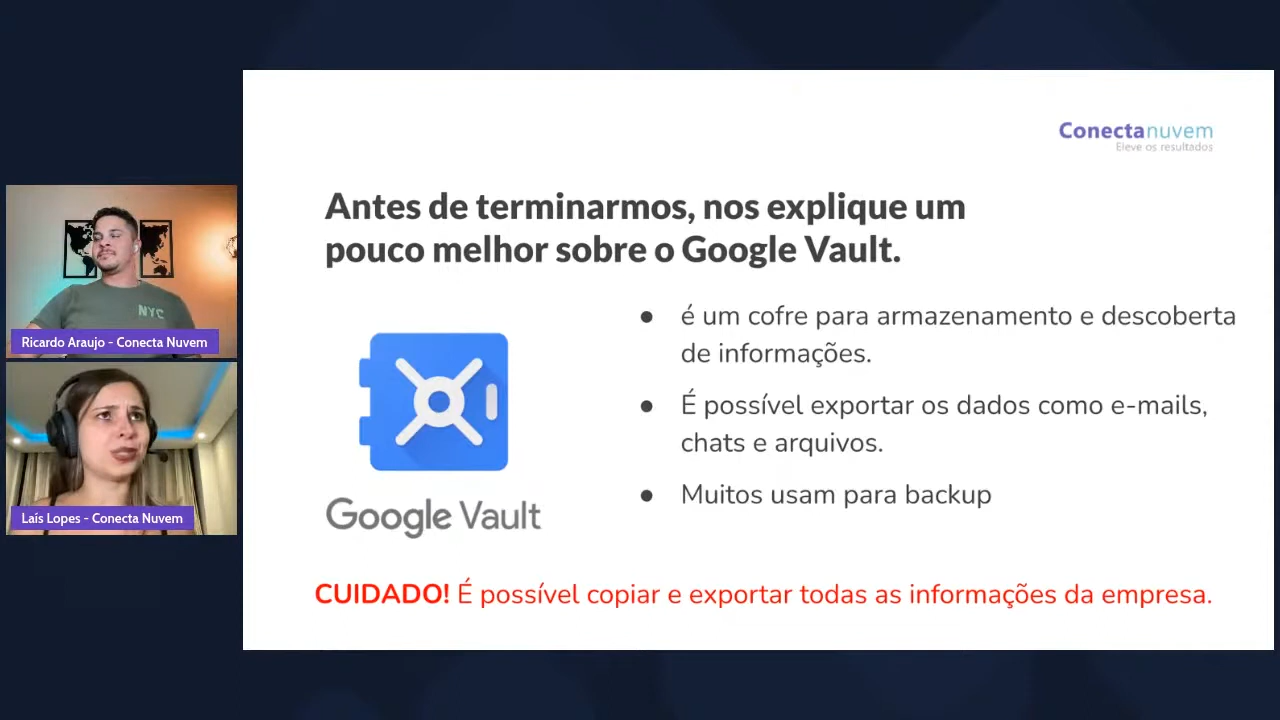 Conectanuvem
Eleve os resultados
Antes de terminarmos, nos explique um
pouco melhor sobre o Google Vault.
NYC
Ricardo Araujo - Conecta Nuvem
Laís Lopes - Conecta Nuvem
Google Vault
● é um cofre para armazenamento e descoberta
de informações.
● É possível exportar os dados como e-mails,
chats e arquivos.
● Muitos usam para backup
CUIDADO! É possível copiar e exportar todas as informações da empresa.